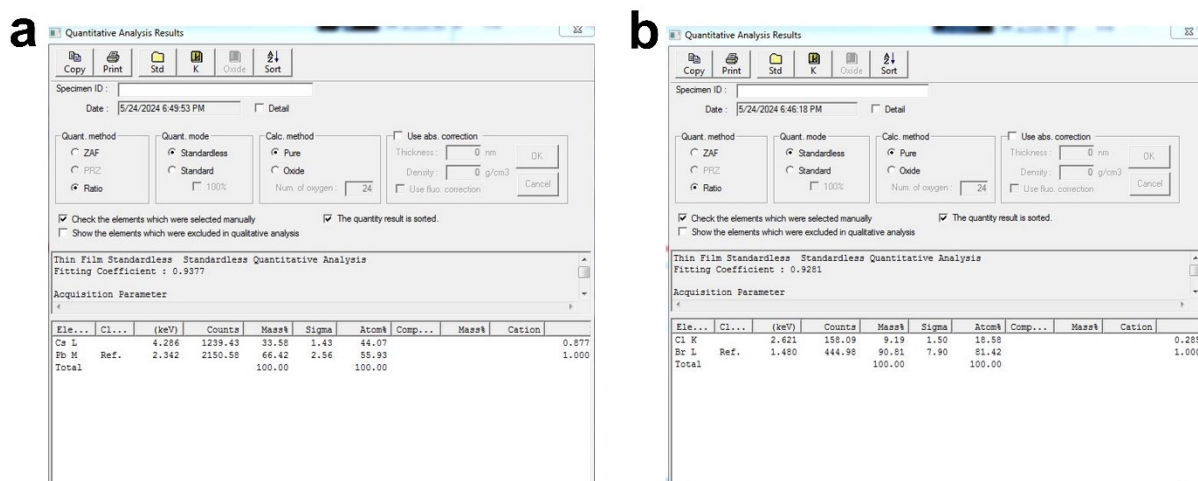 a
Quantitative Analysis Results
Copy Print Std K Oxide Sort
Specimen ID :
Date : 5/24/2024 6:49:53 PM Detail
Quant. method Quant. mode Calc. method Use abs. correction
ZAF Standardless Pure Thickness : 0 nm OK
PRZ Standard Oxide Density : 0 g/cm3
Ratio 100% Num. of oxygen : 24 Use fluo. correction Cancel
Check the elements which were selected manually The quantity result is sorted.
Show the elements which were excluded in qualitative analysis
Thin Film Standardless Standardless Quantitative Analysis
Fitting Coefficient : 0.9377
Acquisition Parameter
Ele... Cl... (keV) Counts Mass% Sigma Atom% Comp... Mass% Cation
Cs L 4.286 1239.43 33.58 1.43 44.07 0.877
Pb M Ref. 2.342 2150.58 66.42 2.56 55.93 1.000
Total 100.00 100.00
b
Quantitative Analysis Results
Copy Print Std K Oxide Sort
Specimen ID :
Date : 5/24/2024 6:46:18 PM Detail
Quant. method Quant. mode Calc. method Use abs. correction
ZAF Standardless Pure Thickness : 0 nm OK
PRZ Standard Oxide Density : 0 g/cm3
Ratio 100% Num. of oxygen : 24 Use fluo. correction Cancel
Check the elements which were selected manually The quantity result is sorted.
Show the elements which were excluded in qualitative analysis
Thin Film Standardless Standardless Quantitative Analysis
Fitting Coefficient : 0.9281
Acquisition Parameter
Ele... Cl... (keV) Counts Mass% Sigma Atom% Comp... Mass% Cation
Cl K 2.621 158.09 9.19 1.50 18.58 0.285
Br L Ref. 1.480 444.98 90.81 7.90 81.42 1.000
Total 100.00 100.00